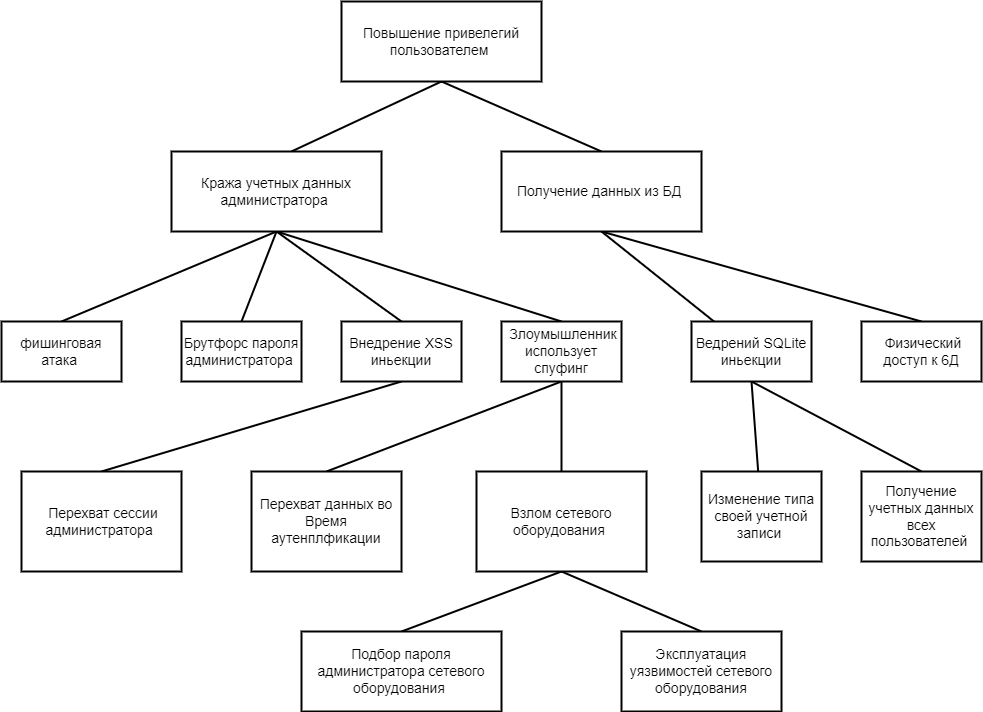 Повышение привелегий
пользователем
Кража учетных данных
администратора
Получение данных из БД
фишинговая
атака
Брутфорс пароля
администратора
Внедрение XSS
иньекции
Злоумышленник
использует
спуфинг
Ведрений SQLite
иньекции
Физический
доступ к 6Д
Перехват сессии
администратора
Перехват данных во
Время
аутенплфикации
Взлом сетевого
оборудования
Изменение типа
своей учетной
записи
Получение
учетных данных
всех
пользователей
Подбор пароля
администратора сетевого
оборудования
Эксплуатация
уязвимостей сетевого
оборудования